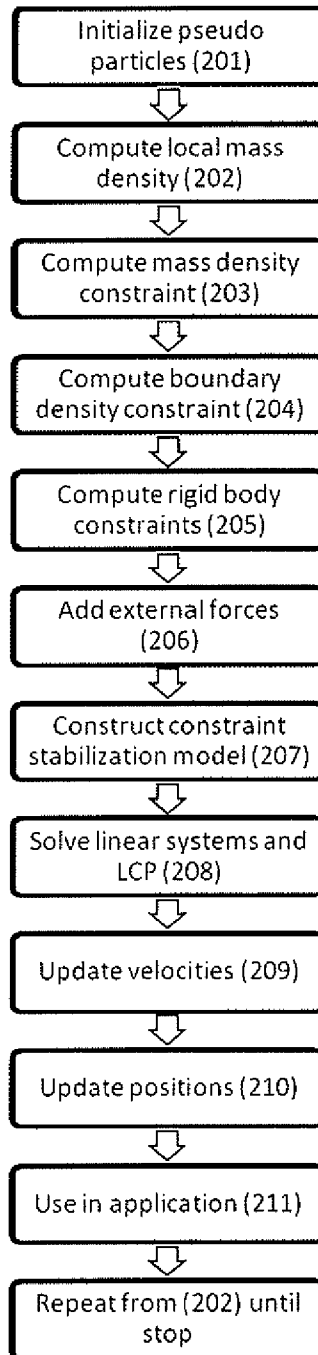 Initialize pseudo
particles (201)
Compute local mass
density (202)
Compute mass density
constraint (203)
Compute boundary
density constraint (204)
Compute rigid body
constraints (205)
Add external forces
(206)
Construct constraint
stabilization model (207)
Solve linear systems and
LCP (208)
Update velocities (209)
Update positions (210)
Use in application (211)
Repeat from (202) until
stop